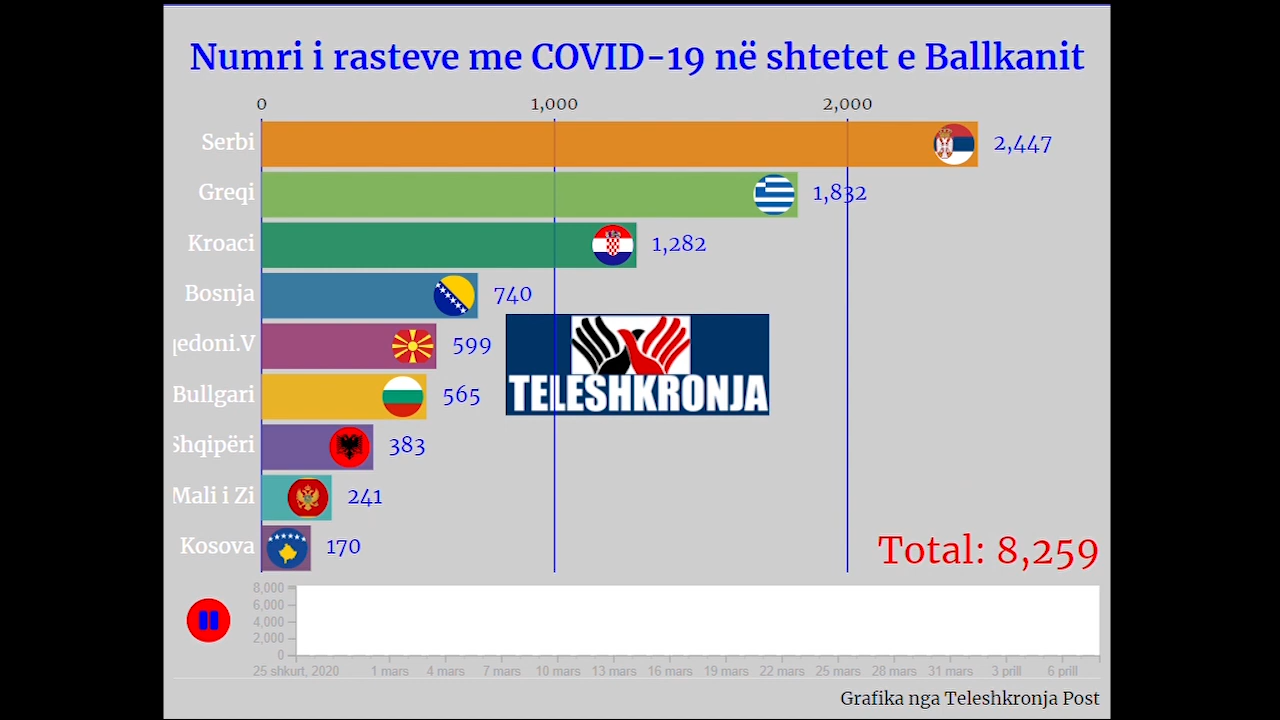 Numri i rasteve me COVID-19 në shtetet e Ballkanit
0 1,000 2,000
Serbi 2,447
Greqi 1,832
Kroaci 1,282
Bosnja 740
edoni.V 599
Bullgari 565
Shqipëri 383
Mali i Zi 241
Kosova 170
TELESHKRONJA
Total: 8,259
8,000
6,000
4,000
2,000
0
25 shkurt, 2020 1 mars 4 mars 7 mars 10 mars 13 mars 16 mars 19 mars 22 mars 25 mars 28 mars 31 mars 3 prill 6 prill
Grafika nga Teleshkronja Post